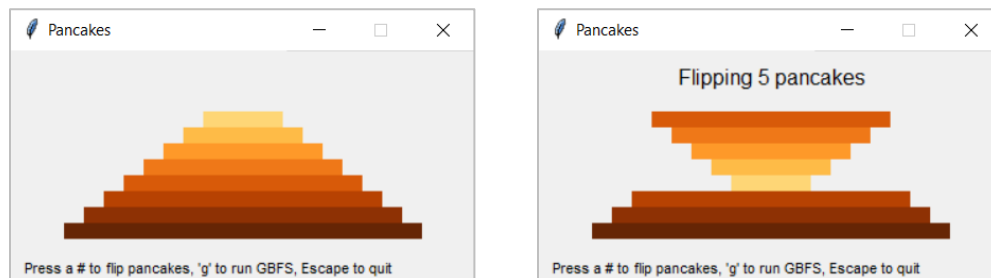 Pancakes
Press a # to flip pancakes, 'g' to run GBFS, Escape to quit
Pancakes
Flipping 5 pancakes
Press a # to flip pancakes, 'g' to run GBFS, Escape to quit